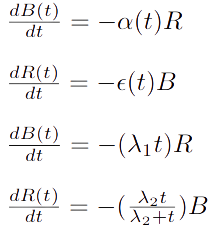 dB(t)/dt = −α(t)R
dR(t)/dt = −ϵ(t)B
dB(t)/dt = −(λ₁t)R
dR(t)/dt = −(λ₂t/(λ₂+t))B